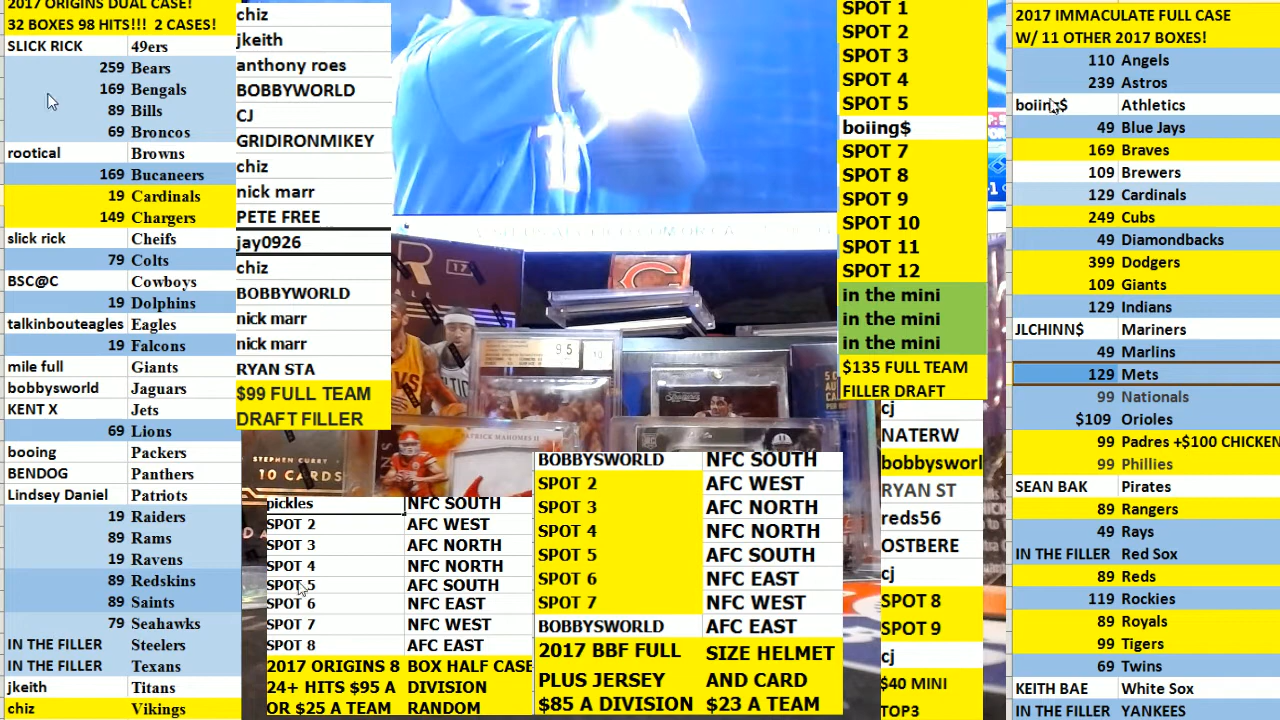 2017 ORIGINS DUAL CASE!
32 BOXES 98 HITS!!! 2 CASES!
SLICK RICK 49ers
259 Bears
169 Bengals
89 Bills
69 Broncos
rootical Browns
169 Bucaneers
19 Cardinals
149 Chargers
slick rick Cheifs
79 Colts
BSC@C Cowboys
19 Dolphins
talkinbouteagles Eagles
19 Falcons
mile full Giants
bobbysworld Jaguars
KENT X Jets
69 Lions
booing Packers
BENDOG Panthers
Lindsey Daniel Patriots
19 Raiders
89 Rams
19 Ravens
89 Redskins
89 Saints
79 Seahawks
IN THE FILLER Steelers
IN THE FILLER Texans
jkeith Titans
chiz Vikings
chiz
jkeith
anthony roes
BOBBYWORLD
CJ
GRIDIRONMIKEY
chiz
nick marr
PETE FREE
jay0926
chiz
BOBBYWORLD
nick marr
nick marr
RYAN STA
$99 FULL TEAM
DRAFT FILLER
17
9.5
10
STEPHEN CURRY
10 CARDS
PATRICK MAHOMES II
pickles NFC SOUTH
SPOT 2 AFC WEST
SPOT 3 AFC NORTH
SPOT 4 NFC NORTH
SPOT 5 AFC SOUTH
SPOT 6 NFC EAST
SPOT 7 NFC WEST
SPOT 8 AFC EAST
2017 ORIGINS 8 BOX HALF CASE
24+ HITS $95 A DIVISION
OR $25 A TEAM RANDOM
BOBBYSWORLD NFC SOUTH
SPOT 2 AFC WEST
SPOT 3 AFC NORTH
SPOT 4 NFC NORTH
SPOT 5 AFC SOUTH
SPOT 6 NFC EAST
SPOT 7 NFC WEST
BOBBYSWORLD AFC EAST
2017 BBF FULL SIZE HELMET
PLUS JERSEY AND CARD
$85 A DIVISION $23 A TEAM
SPOT 1
SPOT 2
SPOT 3
SPOT 4
SPOT 5
boiing$
SPOT 7
SPOT 8
SPOT 9
SPOT 10
SPOT 11
SPOT 12
in the mini
in the mini
in the mini
$135 FULL TEAM
FILLER DRAFT
cj
NATERW
bobbysworl
RYAN ST
reds56
OSTBERE
cj
SPOT 8
SPOT 9
cj
$40 MINI
TOP3
2017 IMMACULATE FULL CASE
W/ 11 OTHER 2017 BOXES!
110 Angels
239 Astros
boiing$ Athletics
49 Blue Jays
169 Braves
109 Brewers
129 Cardinals
249 Cubs
49 Diamondbacks
399 Dodgers
109 Giants
129 Indians
JLCHINN$ Mariners
49 Marlins
129 Mets
99 Nationals
$109 Orioles
99 Padres +$100 CHICKEN
99 Phillies
SEAN BAK Pirates
89 Rangers
49 Rays
IN THE FILLER Red Sox
89 Reds
119 Rockies
89 Royals
99 Tigers
69 Twins
KEITH BAE White Sox
IN THE FILLER YANKEES